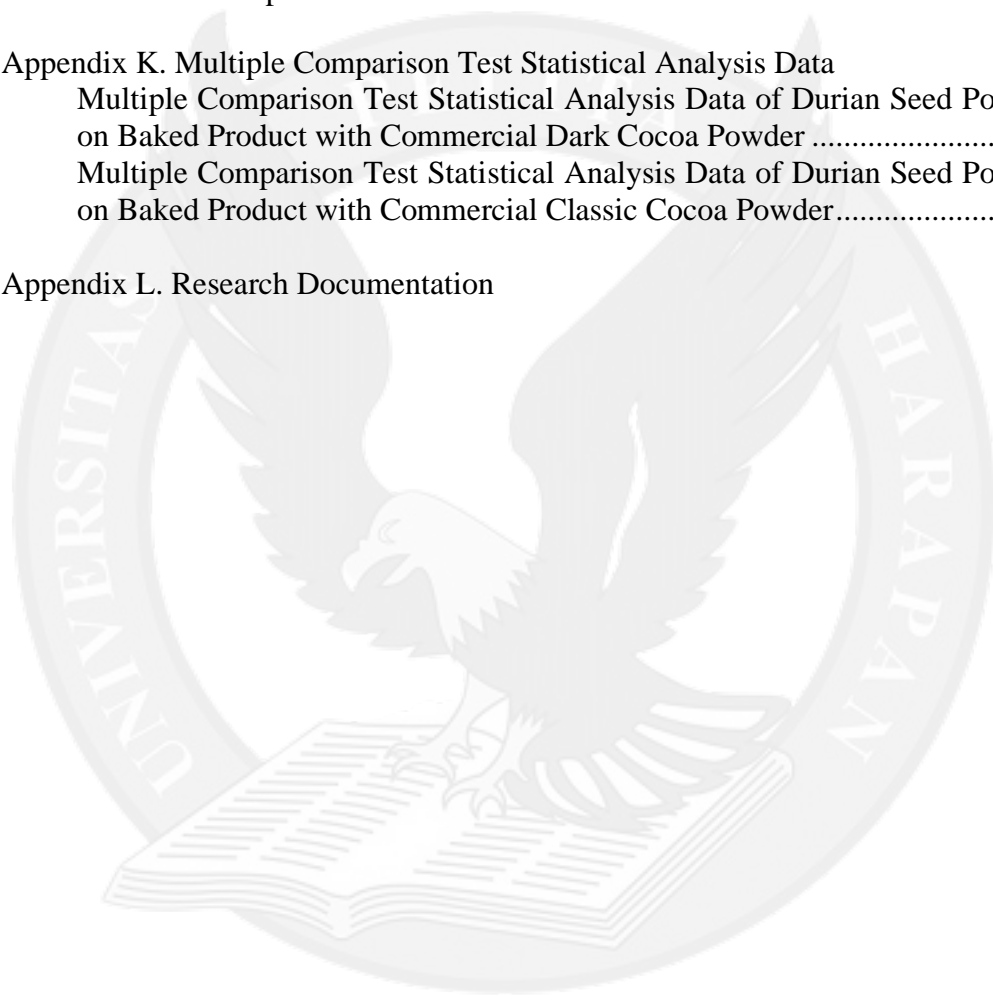 Appendix K. Multiple Comparison Test Statistical Analysis Data
Multiple Comparison Test Statistical Analysis Data of Durian Seed Po
on Baked Product with Commercial Dark Cocoa Powder .......................
Multiple Comparison Test Statistical Analysis Data of Durian Seed Po
on Baked Product with Commercial Classic Cocoa Powder....................
Appendix L. Research Documentation
UNIVERSITAS
HARAPAN